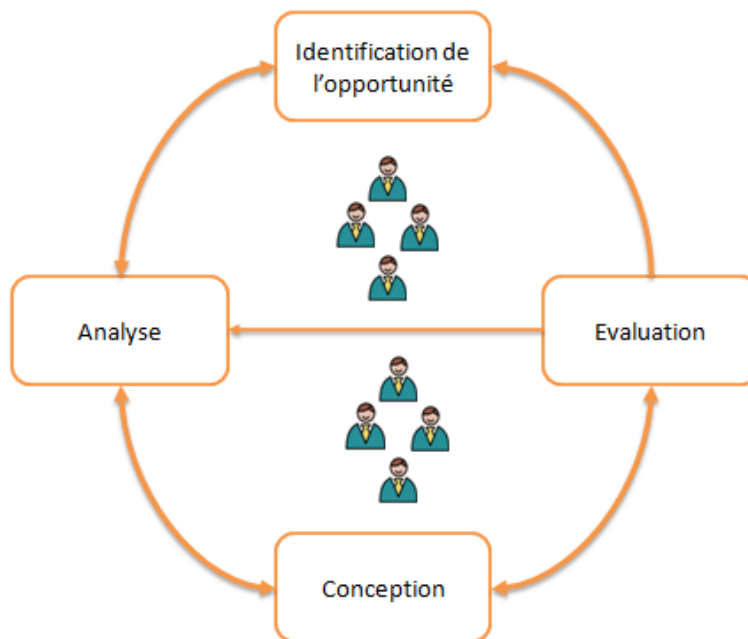 Identification de
l'opportunité
Analyse
Evaluation
Conception